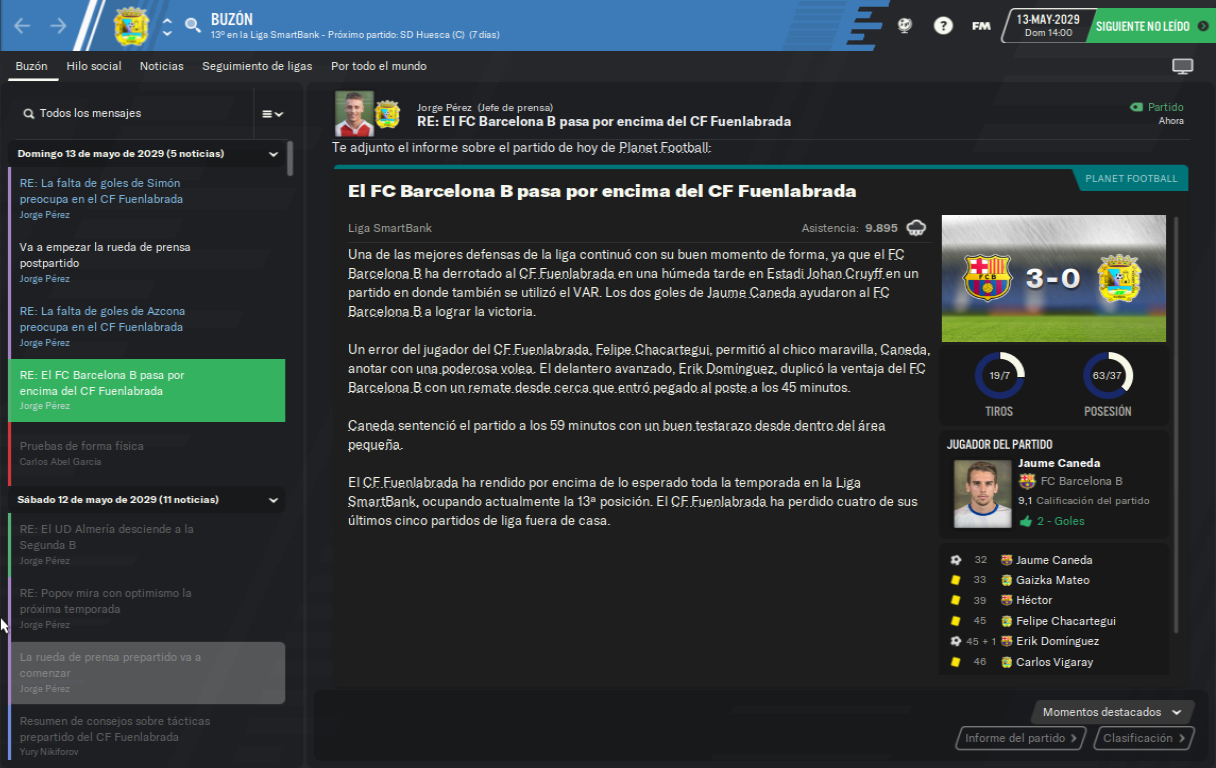 BUZÓN
13º en la Liga SmartBank - Próximo partido: SD Huesca (C) (7 días)
?
FM
13-MAY-2029
Dom 14:00
SIGUIENTE NO LEÍDO
Buzón
Hilo social
Noticias
Seguimiento de ligas
Por todo el mundo
Todos los mensajes
Domingo 13 de mayo de 2029 (5 noticias)
RE: La falta de goles de Simón
preocupa en el CF Fuenlabrada
Jorge Pérez
Va a empezar la rueda de prensa
postpartido
Jorge Pérez
RE: La falta de goles de Azcona
preocupa en el CF Fuenlabrada
Jorge Pérez
RE: El FC Barcelona B pasa por
encima del CF Fuenlabrada
Jorge Pérez
Pruebas de forma física
Carlos Abel García
Sábado 12 de mayo de 2029 (11 noticias)
RE: El UD Almería desciende a la
Segunda B
Jorge Pérez
RE: Popov mira con optimismo la
próxima temporada
Jorge Pérez
La rueda de prensa prepartido va a
comenzar
Jorge Pérez
Resumen de consejos sobre tácticas
prepartido del CF Fuenlabrada
Yury Nikiforov
Jorge Pérez (Jefe de prensa)
RE: El FC Barcelona B pasa por encima del CF Fuenlabrada
Partido
Ahora
Te adjunto el informe sobre el partido de hoy de Planet Football:
PLANET FOOTBALL
El FC Barcelona B pasa por encima del CF Fuenlabrada
Liga SmartBank
Asistencia: 9.895
Una de las mejores defensas de la liga continuó con su buen momento de forma, ya que el FC
Barcelona B ha derrotado al CF Fuenlabrada en una húmeda tarde en Estadi Johan Cruyff en un
partido en donde también se utilizó el VAR. Los dos goles de Jaume Caneda ayudaron al FC
Barcelona B a lograr la victoria.
Un error del jugador del CF Fuenlabrada, Felipe Chacartegui, permitió al chico maravilla, Caneda,
anotar con una poderosa volea. El delantero avanzado, Erik Domínguez, duplicó la ventaja del FC
Barcelona B con un remate desde cerca que entró pegado al poste a los 45 minutos.
Caneda sentenció el partido a los 59 minutos con un buen testarazo desde dentro del área
pequeña.
El CF Fuenlabrada ha rendido por encima de lo esperado toda la temporada en la Liga
SmartBank, ocupando actualmente la 13ª posición. El CF Fuenlabrada ha perdido cuatro de sus
últimos cinco partidos de liga fuera de casa.
FCB
3-0
19/7
63/37
TIROS
POSESIÓN
JUGADOR DEL PARTIDO
Jaume Caneda
FC Barcelona B
9,1 Calificación del partido
2 - Goles
32 Jaume Caneda
33 Gaizka Mateo
39 Héctor
45 Felipe Chacartegui
45 + 1 Erik Domínguez
46 Carlos Vigaray
Momentos destacados
Informe del partido
Clasificación